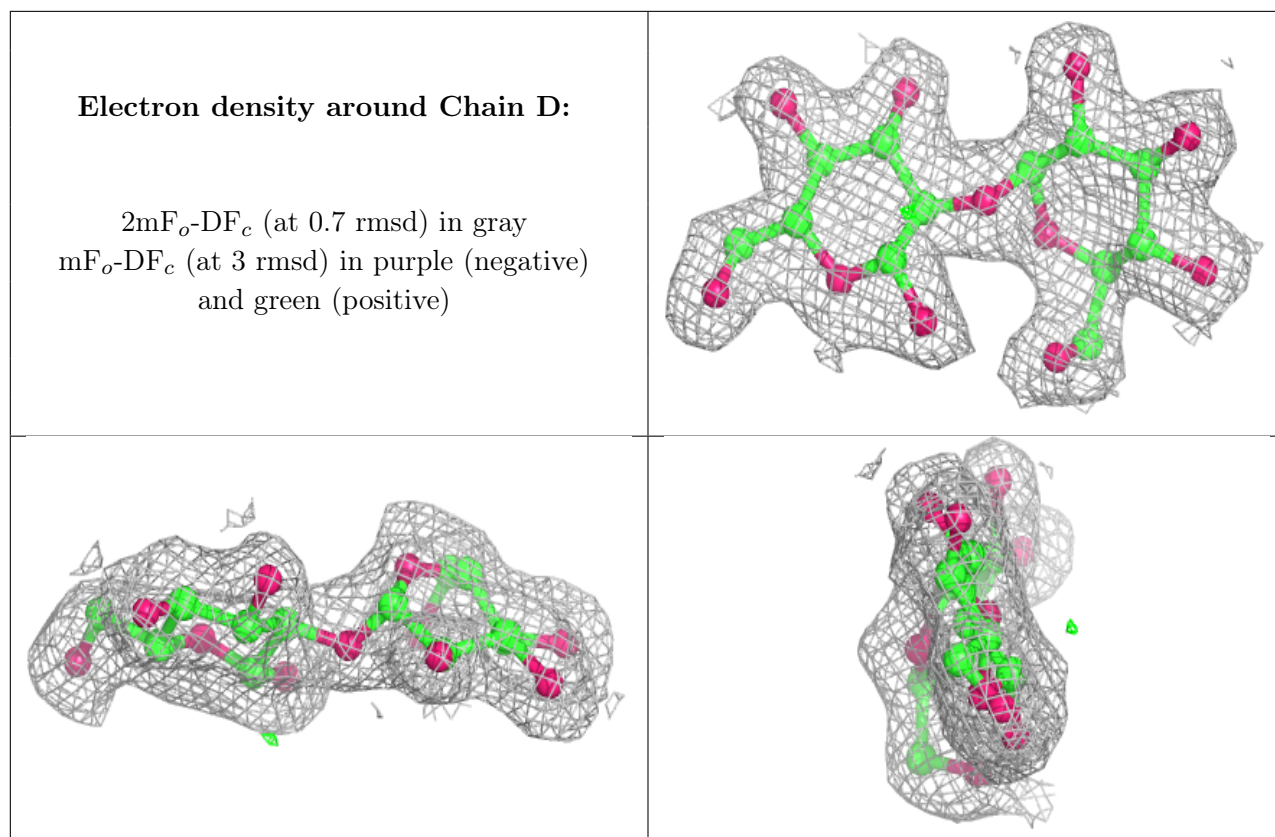 Electron density around Chain D:
2mFo-DFc (at 0.7 rmsd) in gray
mFo-DFc (at 3 rmsd) in purple (negative)
and green (positive)